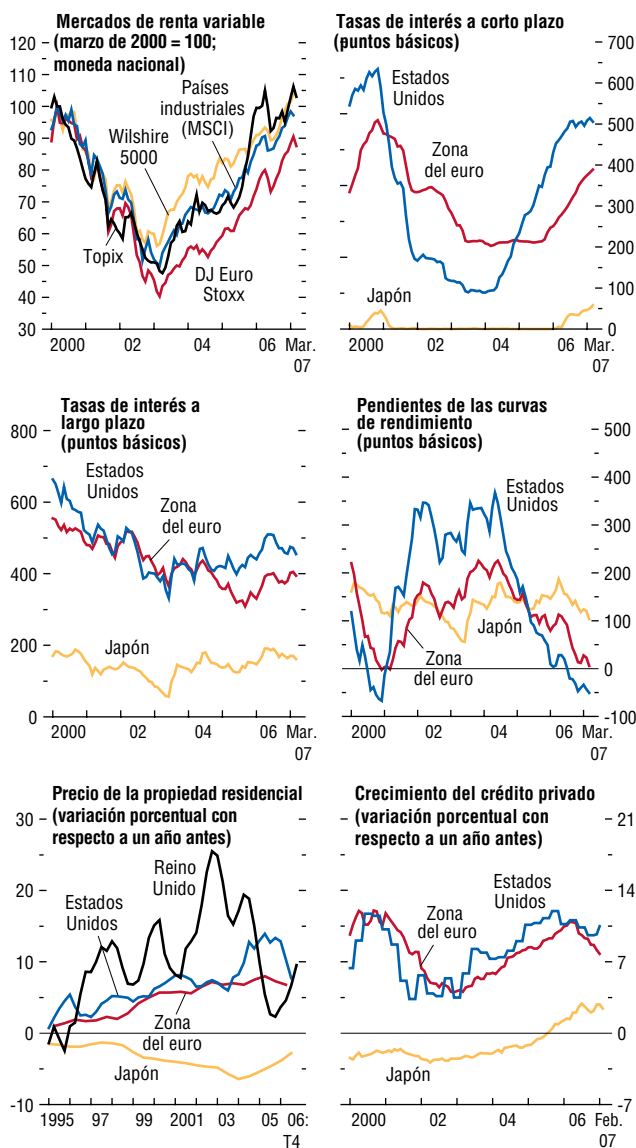 Mercados de renta variable
(marzo de 2000 = 100;
moneda nacional)
120
110
100
90
80
70
60
50
40
30
Wilshire
5000
Países
industriales
(MSCI)
Topix
DJ Euro
Stoxx
2000
02
04
06
Mar.
07
Tasas de interés a corto plazo
(puntos básicos)
700
600
500
400
300
200
100
0
Estados
Unidos
Zona
del euro
Japón
2000
02
04
06
Mar.
07
Tasas de interés a
largo plazo
(puntos básicos)
800
600
400
200
0
Estados
Unidos
Zona
del euro
Japón
2000
02
04
06
Mar.
07
Pendientes de las curvas
de rendimiento
(puntos básicos)
500
400
300
200
100
0
-100
Estados
Unidos
Japón
Zona
del euro
2000
02
04
06
Mar.
07
Precio de la propiedad residencial
(variación porcentual con
respecto a un año antes)
30
20
10
0
-10
Reino
Unido
Estados
Unidos
Zona
del euro
Japón
1995
97
99
2001
03
05
06:
T4
Crecimiento del crédito privado
(variación porcentual con
respecto a un año antes)
21
14
7
0
-7
Estados
Unidos
Zona
del euro
Japón
2000
02
04
06
Feb.
07